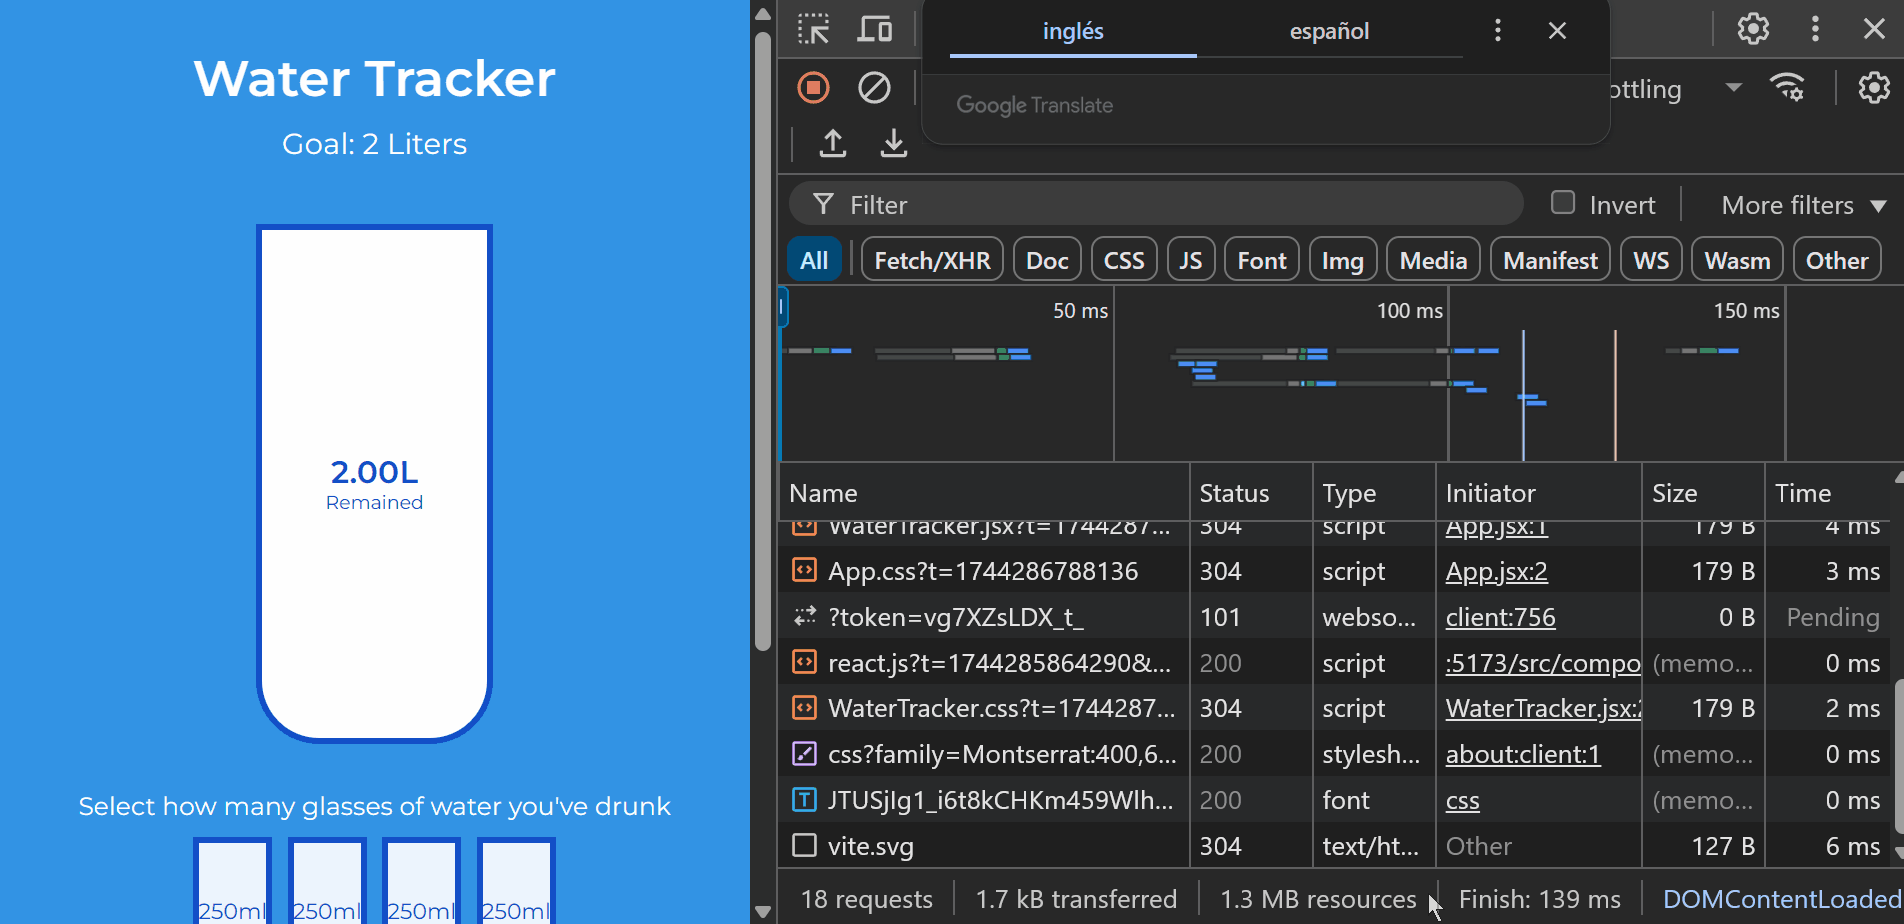 Water Tracker
Goal: 2 Liters
2.00L
Remained
Select how many glasses of water you've drunk
250ml 250ml 250ml 250ml
inglés español
Google Translate
ottling
Filter Invert More filters
All Fetch/XHR Doc CSS JS Font Img Media Manifest WS Wasm Other
50 ms 100 ms 150 ms
Name Status Type Initiator Size Time
WaterTracker.jsx?t=1744287... 304 script App.jsx:1 179 B 4 ms
App.css?t=1744286788136 304 script App.jsx:2 179 B 3 ms
?token=vg7XZsLDX_t_ 101 webso... client:756 0 B Pending
react.js?t=1744285864290&... 200 script :5173/src/compo (memo... 0 ms
WaterTracker.css?t=1744287... 304 script WaterTracker.jsx: 179 B 2 ms
css?family=Montserrat:400,6... 200 stylesh... about:client:1 (memo... 0 ms
JTUSjIg1_i6t8kCHKm459Wlh... 200 font css (memo... 0 ms
vite.svg 304 text/ht... Other 127 B 6 ms
18 requests 1.7 kB transferred 1.3 MB resources Finish: 139 ms DOMContentLoaded